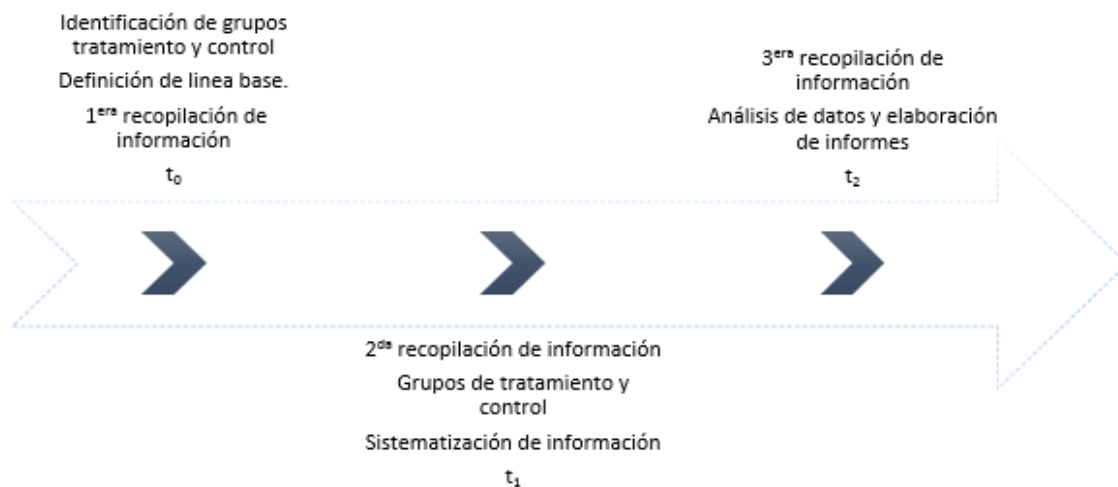 Identificación de grupos
tratamiento y control
Definición de linea base.
1era recopilación de
información
t0
2da recopilación de información
Grupos de tratamiento y
control
Sistematización de información
t1
3era recopilación de
información
Análisis de datos y elaboración
de informes
t2